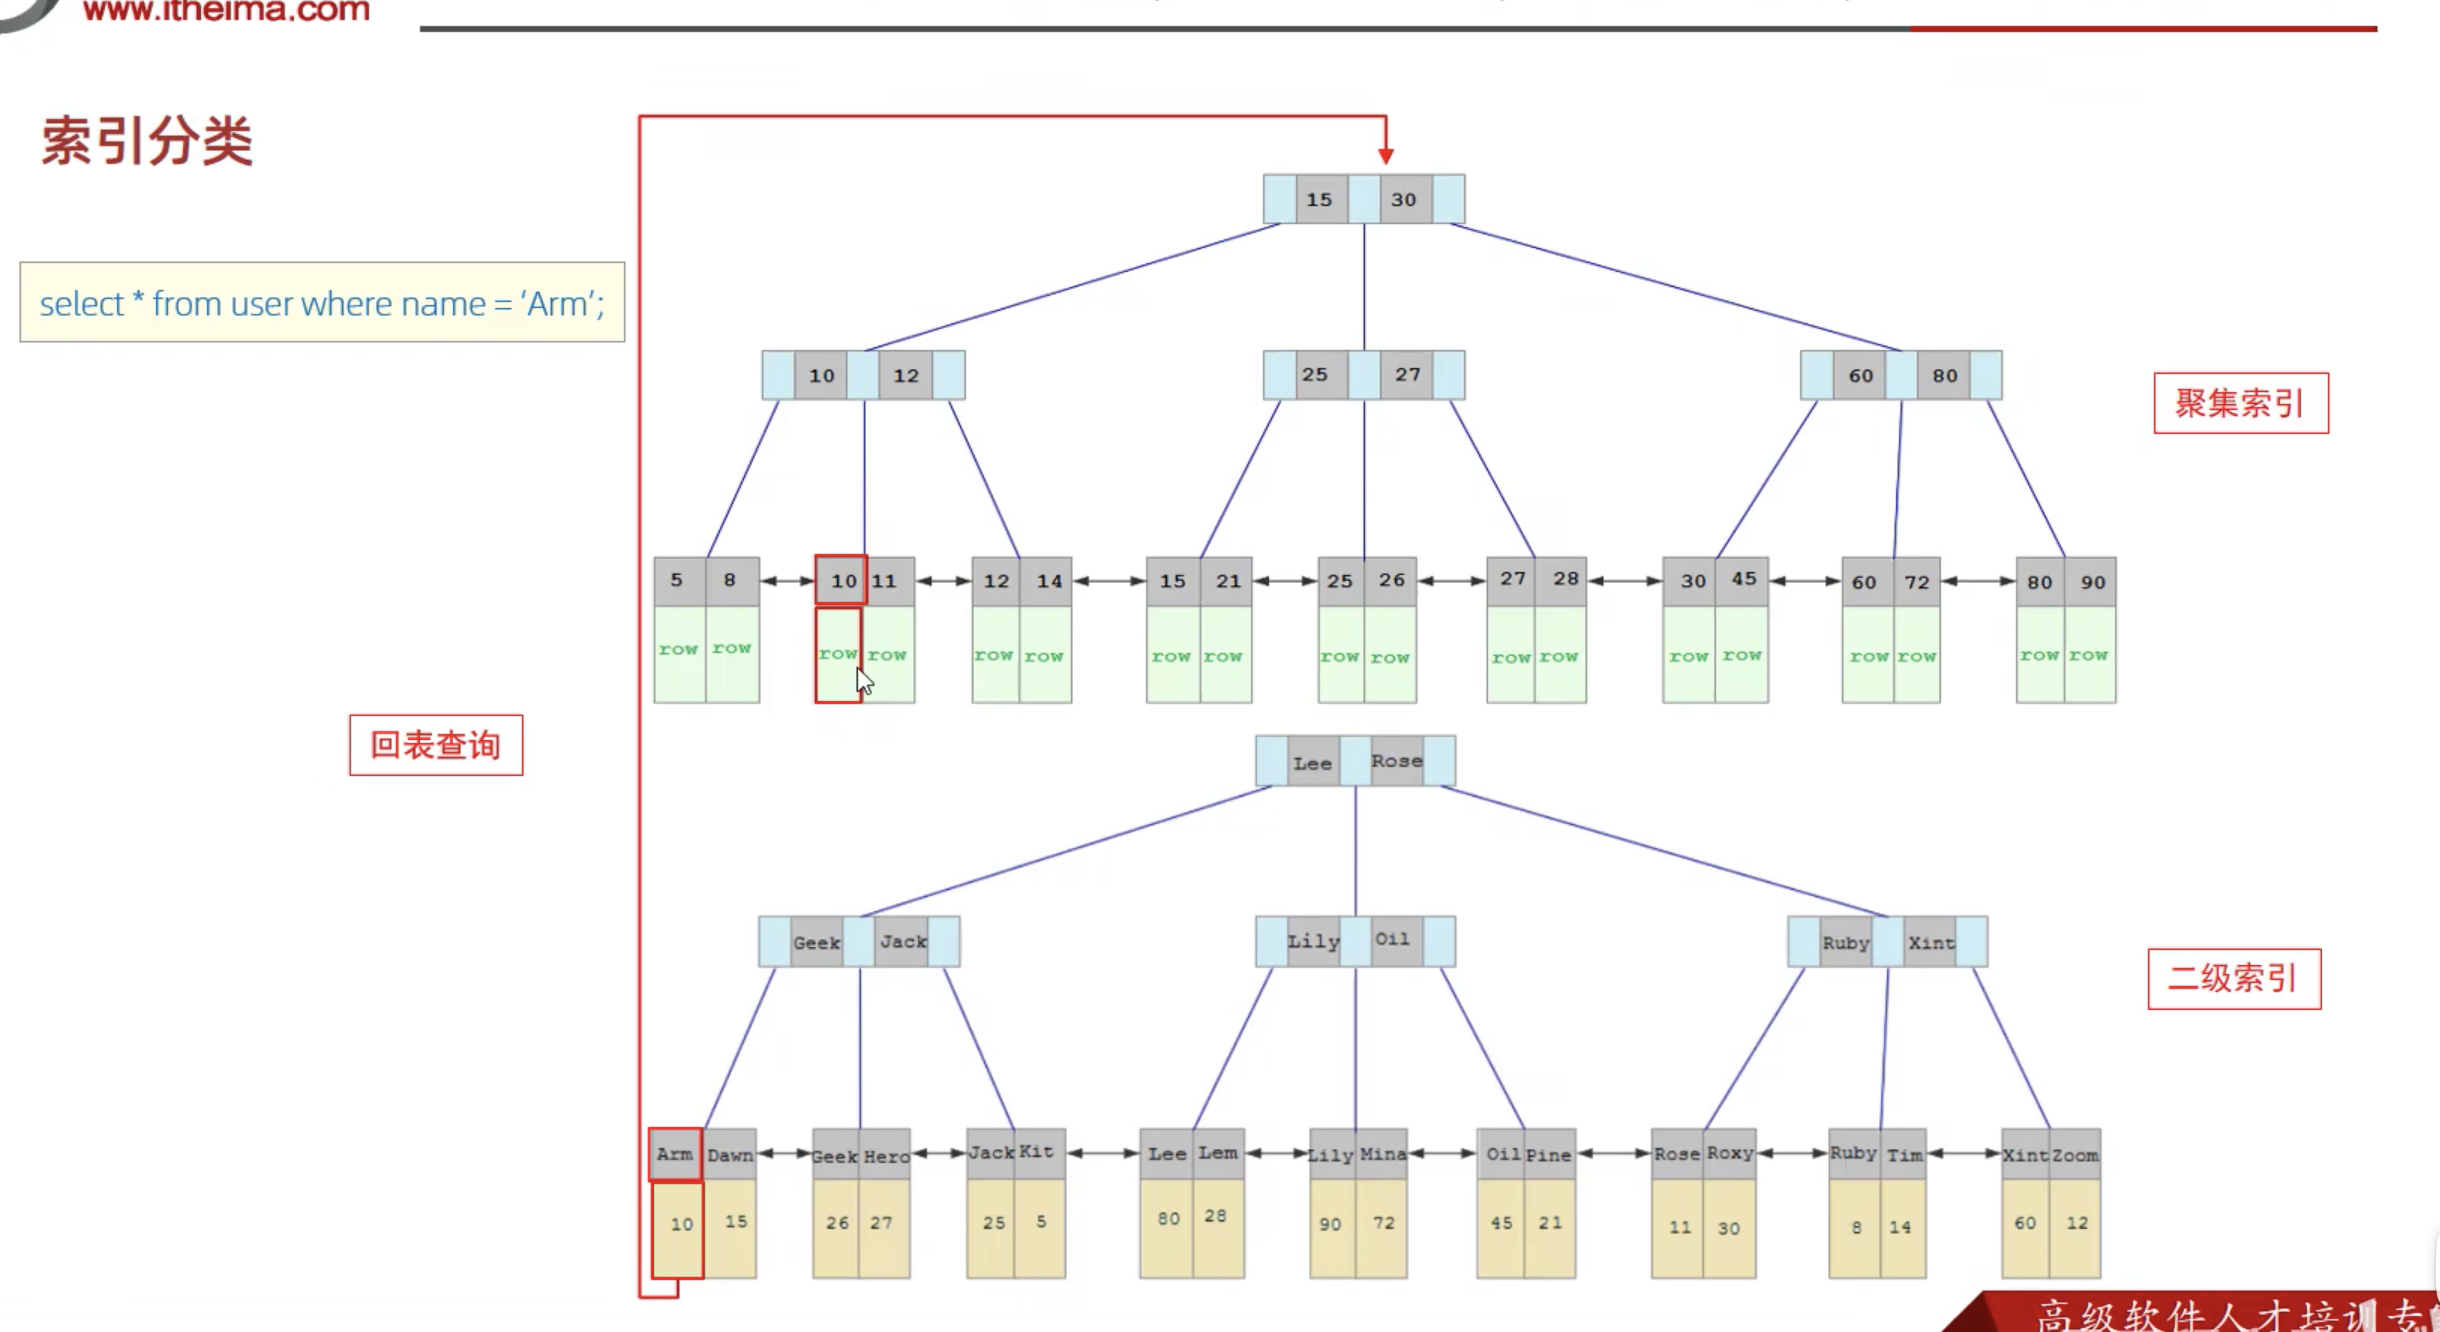 www.itheima.com
索引分类
select * from user where name = ‘Arm’;
15 30
10 12
25 27
60 80
聚集索引
5 8 10 11 12 14 15 21 25 26 27 28 30 45 60 72 80 90
row row row row row row row row row row row row row row row row row row
回表查询
Lee Rose
Geek Jack
Lily Oil
Ruby Xint
二级索引
Arm Dawn Geek Hero Jack Kit Lee Lem Lily Mina Oil Pine Rose Roxy Ruby Tim Xint Zoom
10 15 26 27 25 5 80 28 90 72 45 21 11 30 8 14 60 12
高级软件人才培训专